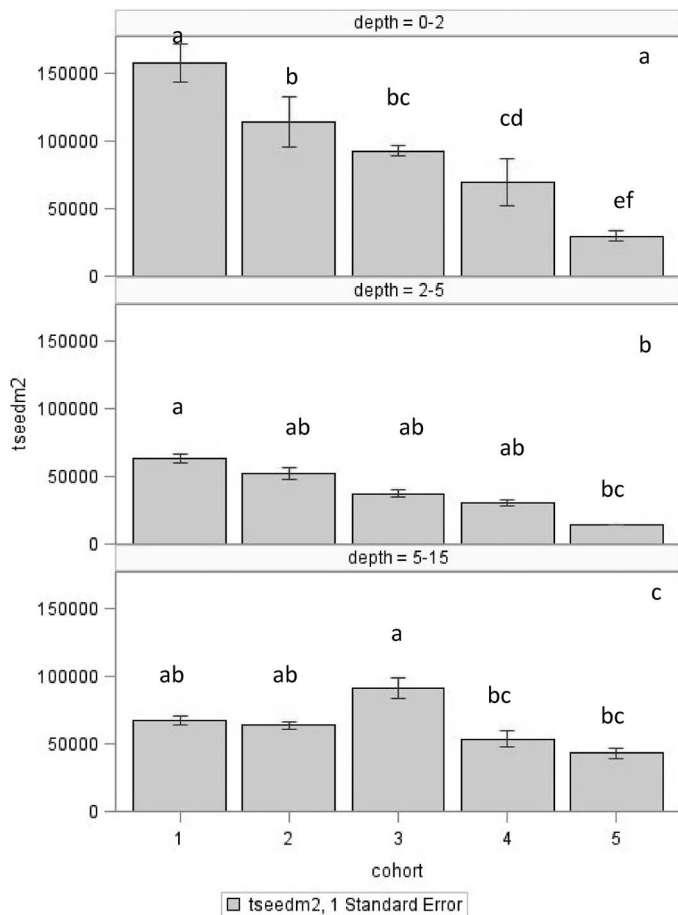 depth = 0-2
a
a
b
bc
cd
ef
150000
100000
50000
0
depth = 2-5
b
a
ab
ab
ab
bc
150000
100000
50000
0
tseedm2
depth = 5-15
c
a
ab
ab
bc
bc
150000
100000
50000
0
1 2 3 4 5
cohort
tseedm2, 1 Standard Error